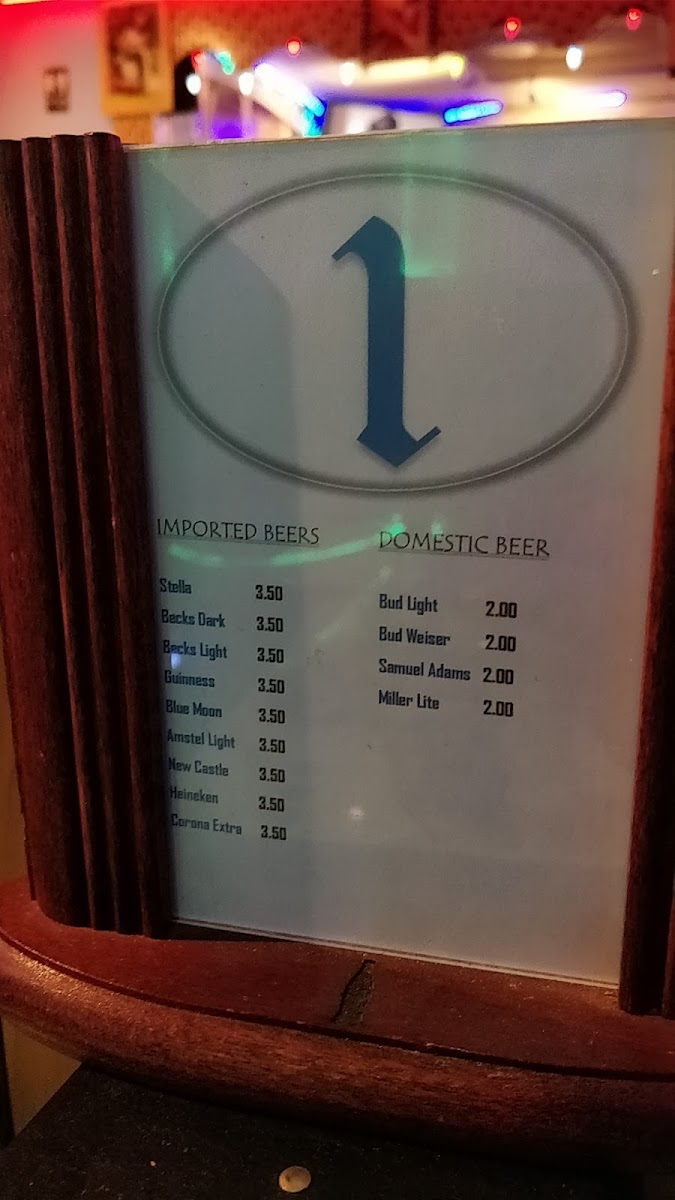 1
IMPORTED BEERS
Stella 3.50
Becks Dark 3.50
Becks Light 3.50
Guinness 3.50
Blue Moon 3.50
Amstel Light 3.50
New Castle 3.50
Heineken 3.50
Corona Extra 3.50
DOMESTIC BEER
Bud Light 2.00
Bud Weiser 2.00
Samuel Adams 2.00
Miller Lite 2.00